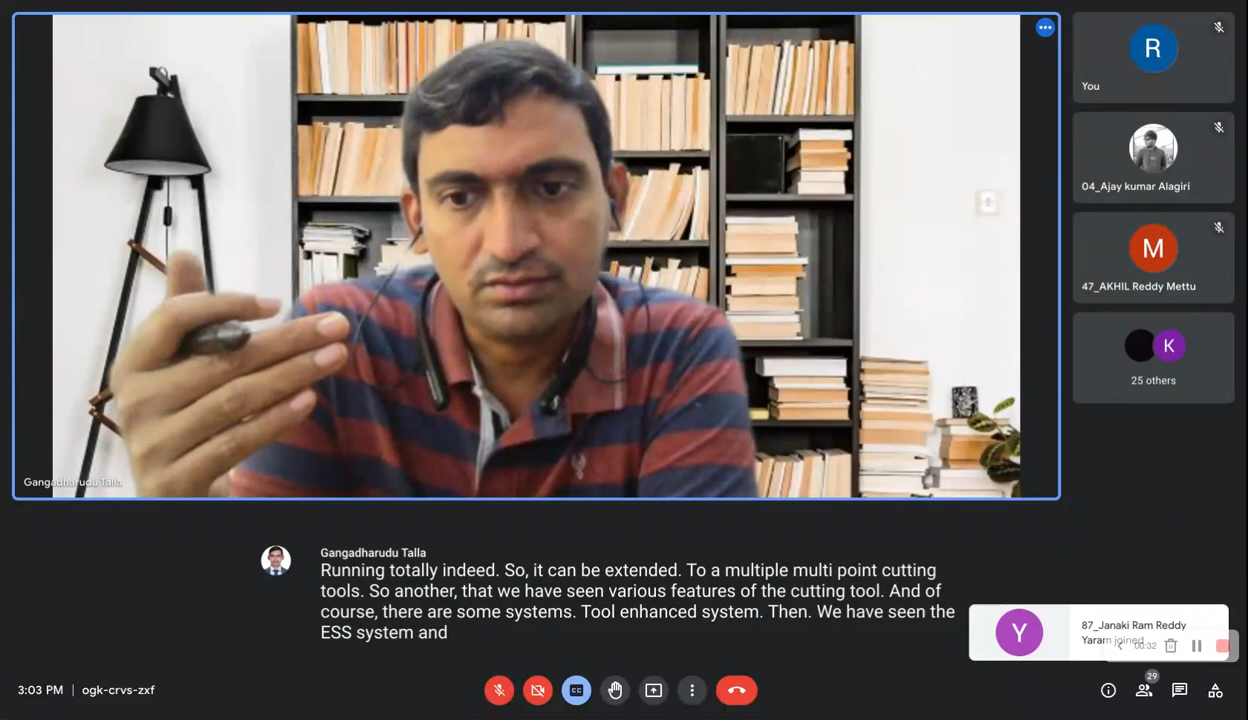 R
You
04_Ajay kumar Alagiri
M
47_AKHIL Reddy Mettu
K
25 others
Gangadharudu Talla
Gangadharudu Talla
Running totally indeed. So, it can be extended. To a multiple multi point cutting
tools. So another, that we have seen various features of the cutting tool. And of
course, there are some systems. Tool enhanced system. Then. We have seen the
ESS system and
Y
87_Janaki Ram Reddy
Yaram joined
00:32
3:03 PM | ogk-crvs-zxf
CC
29